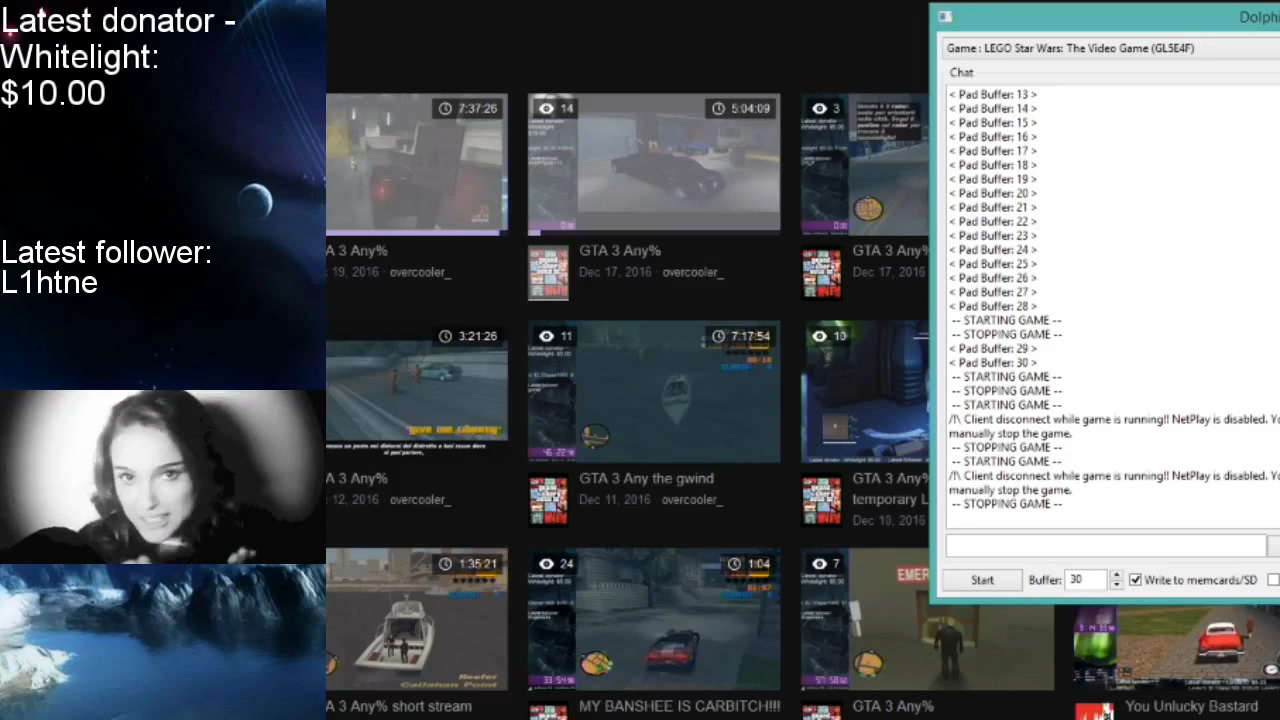 Latest donator -
Whitelight:
$10.00
Latest follower:
L1htne
7:37:26
14
5:04:09
3
A 3 Any%
19, 2016 · overcooler_
GTA 3 Any%
Dec 17, 2016 · overcooler_
GTA 3 Any%
Dec 17, 2016
3:21:26
11
7:17:54
10
A 3 Any%
12, 2016 · overcooler_
GTA 3 Any the gwind
Dec 11, 2016 · overcooler_
GTA 3 Any%
temporary L
Dec 10, 2016
1:35:21
24
1:04
7
EMER
Reefer
Callahan Point
A 3 Any% short stream
MY BANSHEE IS CARBITCH!!!
GTA 3 Any%
You Unlucky Bastard
Dolphi
Game : LEGO Star Wars: The Video Game (GL5E4F)
Chat
< Pad Buffer: 13 >
< Pad Buffer: 14 >
< Pad Buffer: 15 >
< Pad Buffer: 16 >
< Pad Buffer: 17 >
< Pad Buffer: 18 >
< Pad Buffer: 19 >
< Pad Buffer: 20 >
< Pad Buffer: 21 >
< Pad Buffer: 22 >
< Pad Buffer: 23 >
< Pad Buffer: 24 >
< Pad Buffer: 25 >
< Pad Buffer: 26 >
< Pad Buffer: 27 >
< Pad Buffer: 28 >
-- STARTING GAME --
-- STOPPING GAME --
< Pad Buffer: 29 >
< Pad Buffer: 30 >
-- STARTING GAME --
-- STOPPING GAME --
-- STARTING GAME --
/!\ Client disconnect while game is running!! NetPlay is disabled. Yo
manually stop the game.
-- STOPPING GAME --
-- STARTING GAME --
/!\ Client disconnect while game is running!! NetPlay is disabled. Yo
manually stop the game.
-- STOPPING GAME --
Start
Buffer: 30
Write to memcards/SD